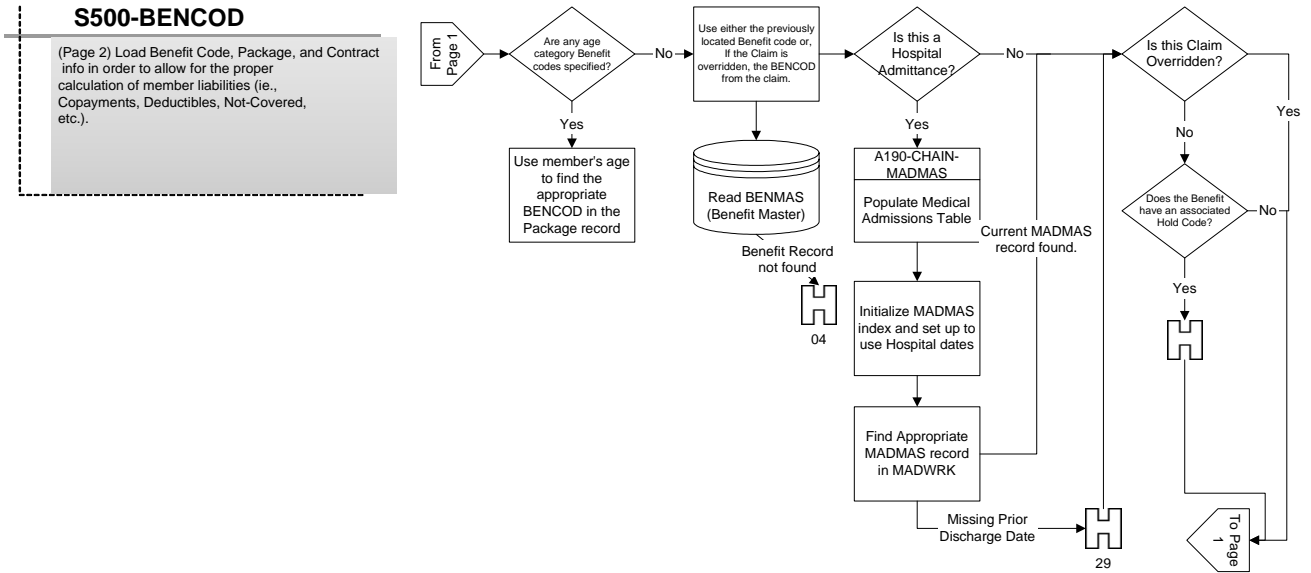 S500-BENCOD
(Page 2) Load Benefit Code, Package, and Contract
info in order to allow for the proper
calculation of member liabilities (ie.,
Copayments, Deductibles, Not-Covered,
etc.).
From
Page 1
Are any age
category Benefit
codes specified?
No
Yes
Use member's age
to find the
appropriate
BENCOD in the
Package record
Use either the previously
located Benefit code or,
If the Claim is
overridden, the BENCOD
from the claim.
Read BENMAS
(Benefit Master)
Benefit Record
not found
04
Is this a
Hospital
Admittance?
No
Yes
A190-CHAIN-
MADMAS
Populate Medical
Admissions Table
Initialize MADMAS
index and set up to
use Hospital dates
Find Appropriate
MADMAS record
in MADWRK
Current MADMAS
record found.
Missing Prior
Discharge Date
29
Is this Claim
Overridden?
Yes
No
Does the Benefit
have an associated
Hold Code?
No
Yes
To Page
1